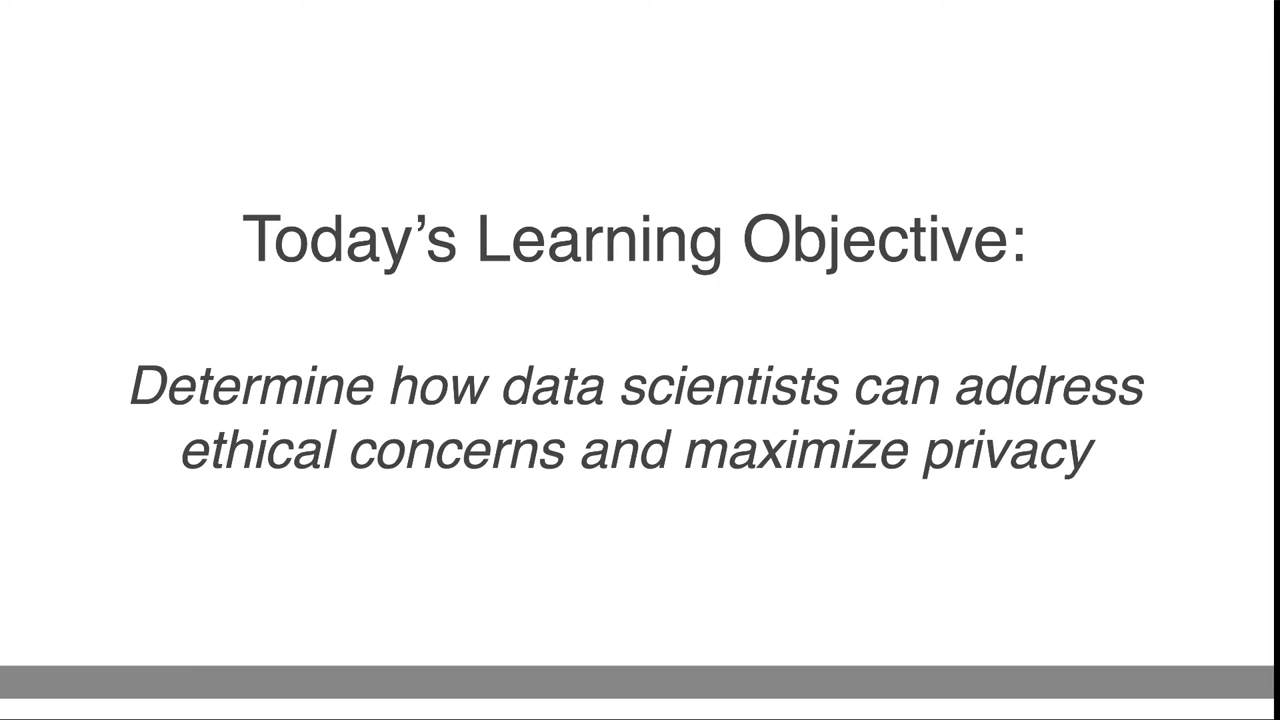 Today’s Learning Objective:
Determine how data scientists can address
ethical concerns and maximize privacy